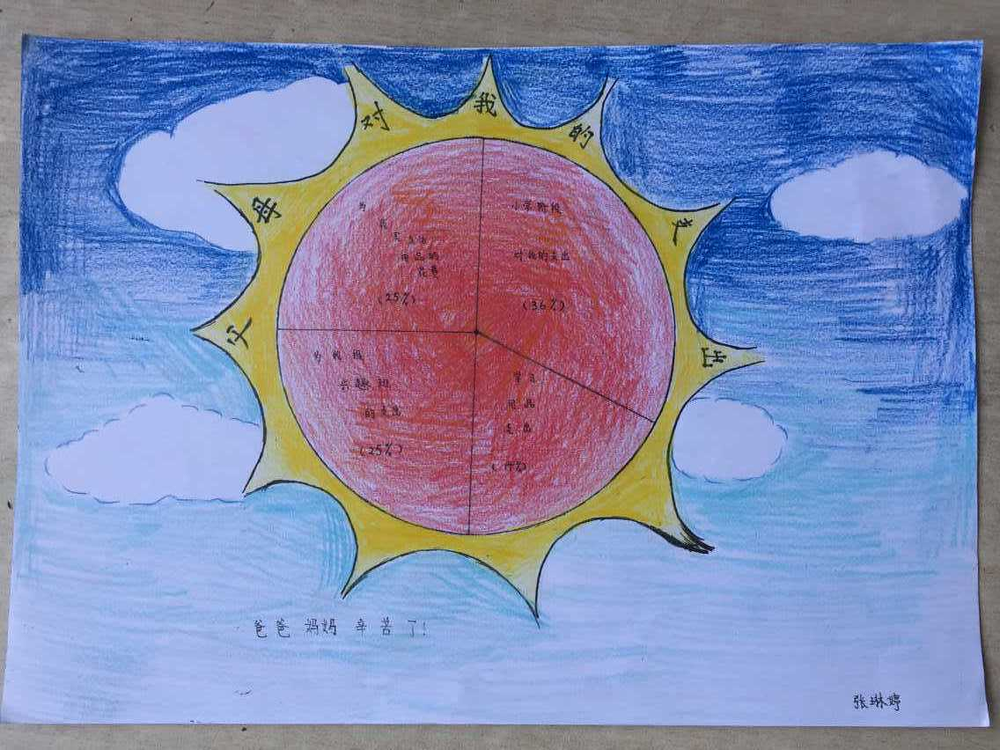 父母对我的支出
为
我买生活
用品的
花费
(25%)
小学阶段
对我的支出
(36%)
为我报
兴趣班
的支出
(25%)
学习
用品
支出
(14%)
爸爸妈妈辛苦了!
张琳婷